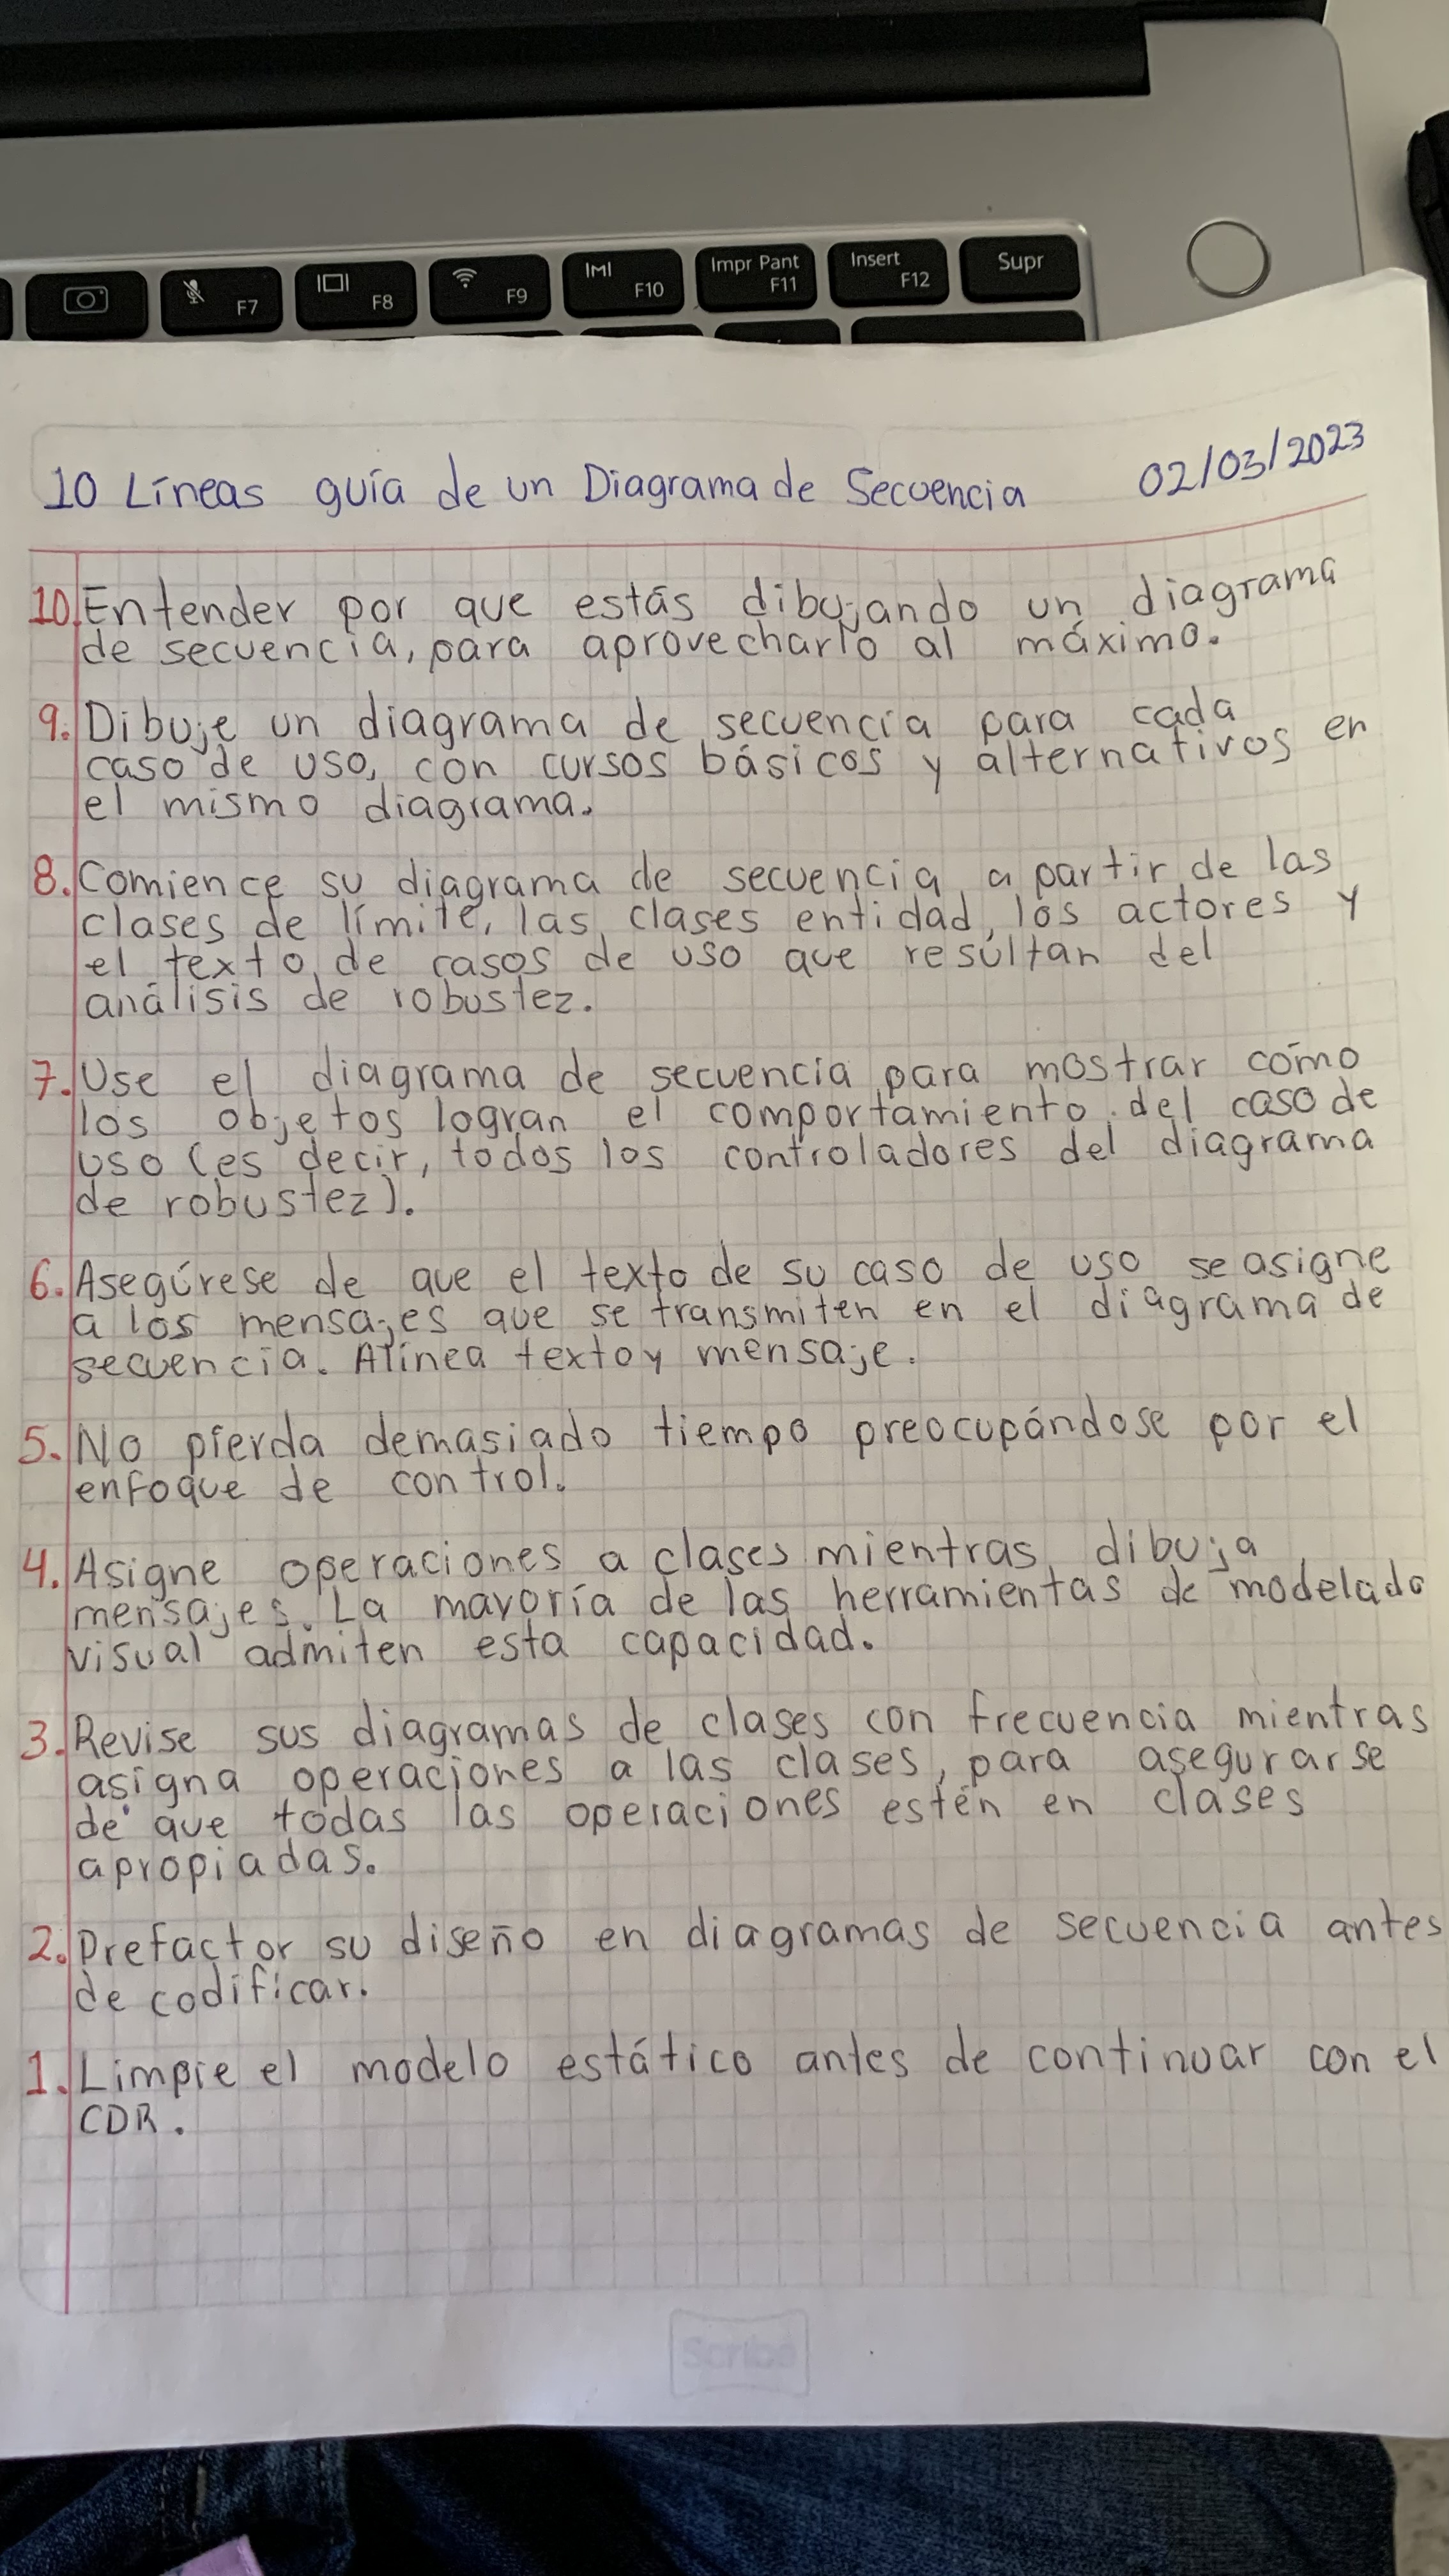 F7
F8
F9
F10
Impr Pant
F11
Insert
F12
Supr
10 Líneas guía de un Diagrama de Secuencia 02/03/2023
10. Entender por que estás dibujando un diagrama
de secuencia, para aprovecharlo al máximo.
9. Dibuje un diagrama de secuencia para cada
caso de uso, con cursos básicos y alternativos en
el mismo diagrama.
8. Comience su diagrama de secuencia a partir de las
clases de límite, las clases entidad, los actores y
el texto de casos de uso que resultan del
análisis de robustez.
7. Use el diagrama de secuencia para mostrar cómo
los objetos logran el comportamiento del caso de
uso (es decir, todos los controladores del diagrama
de robustez).
6. Asegúrese de que el texto de su caso de uso se asigne
a los mensajes que se transmiten en el diagrama de
secuencia. Alinea texto y mensaje.
5. No pierda demasiado tiempo preocupándose por el
enfoque de control.
4. Asigne operaciones a clases mientras dibuja
mensajes. La mayoría de las herramientas de modelado
visual admiten esta capacidad.
3. Revise sus diagramas de clases con frecuencia mientras
asigna operaciones a las clases, para asegurarse
de que todas las operaciones estén en clases
apropiadas.
2. Prefactor su diseño en diagramas de secuencia antes
de codificar.
1. Limpie el modelo estático antes de continuar con el
CDR.
Scribe